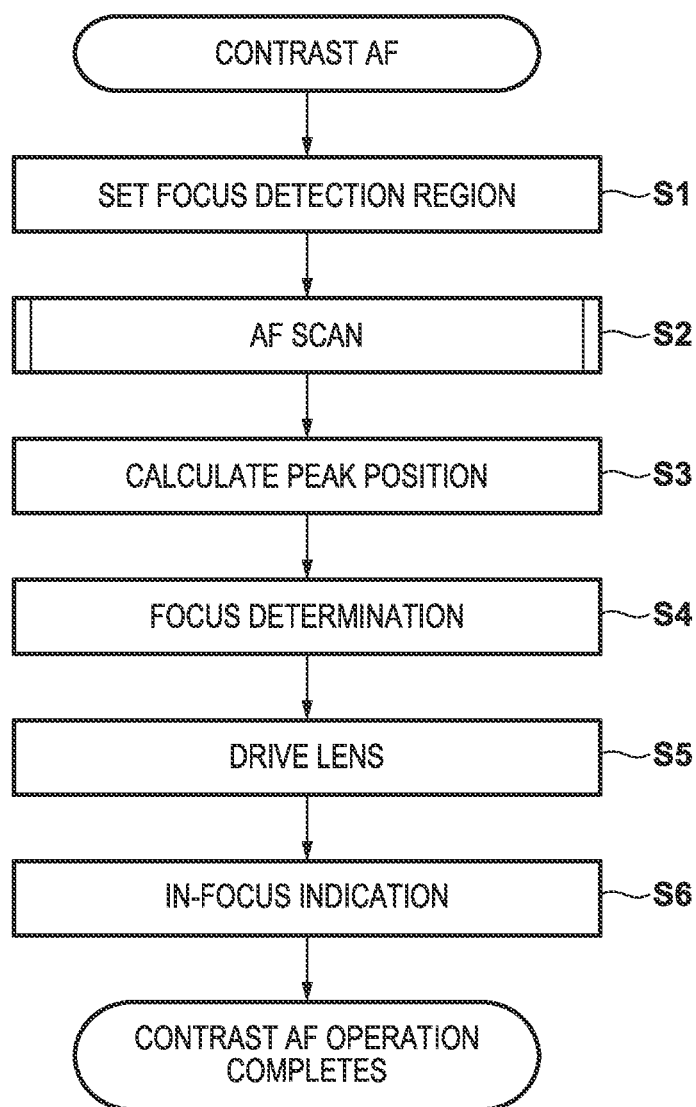 CONTRAST AF
SET FOCUS DETECTION REGION
S1
AF SCAN
S2
CALCULATE PEAK POSITION
S3
FOCUS DETERMINATION
S4
DRIVE LENS
S5
IN-FOCUS INDICATION
S6
CONTRAST AF OPERATION
COMPLETES